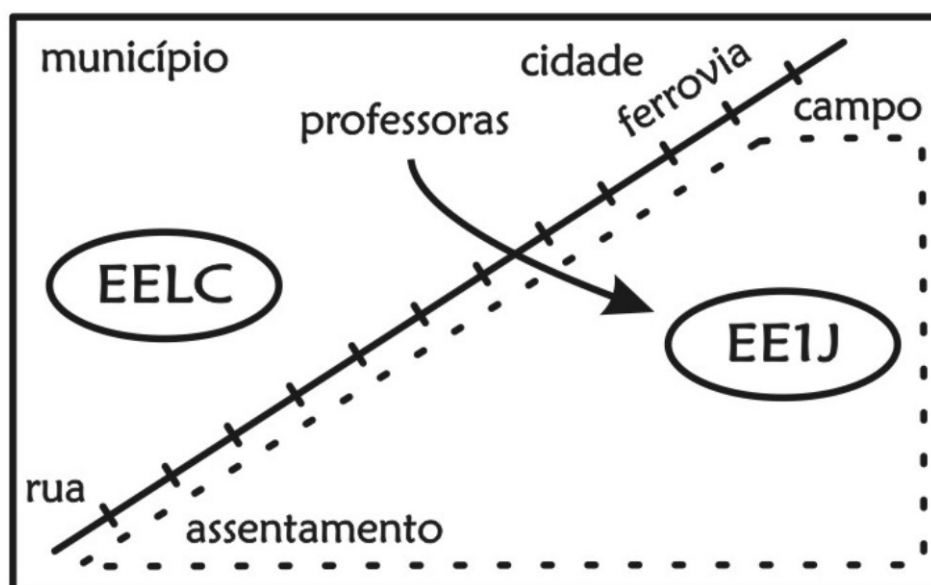 município
cidade
ferrovia
campo
professoras
EELC
EE1J
rua
assentamento